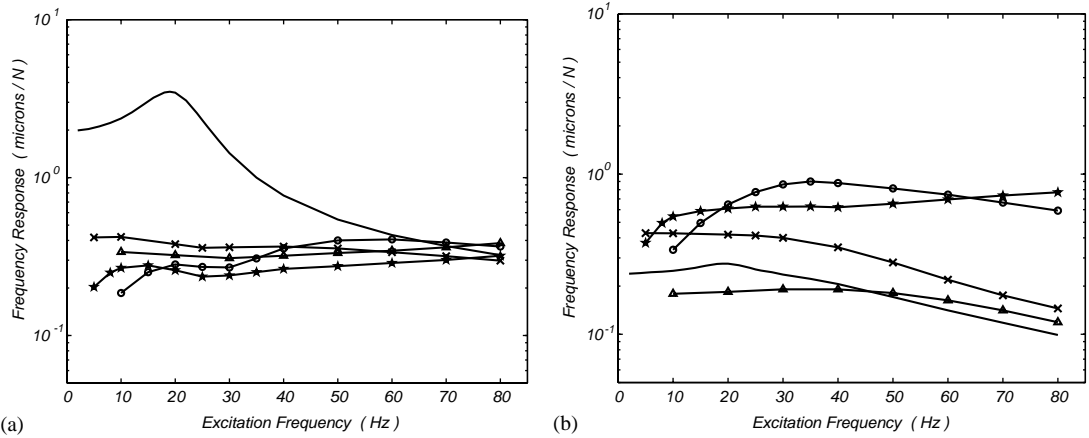 10^1
10^0
10^-1
Frequency Response ( microns / N )
0 10 20 30 40 50 60 70 80
Excitation Frequency ( Hz )
(a)
10^1
10^0
10^-1
Frequency Response ( microns / N )
0 10 20 30 40 50 60 70 80
Excitation Frequency ( Hz )
(b)